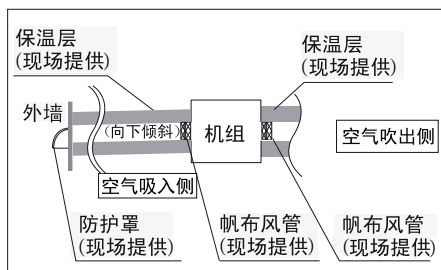 保温层
(现场提供)
保温层
(现场提供)
外墙
(向下倾斜)
机组
空气吹出侧
空气吸入侧
防护罩
(现场提供)
帆布风管
(现场提供)
帆布风管
(现场提供)